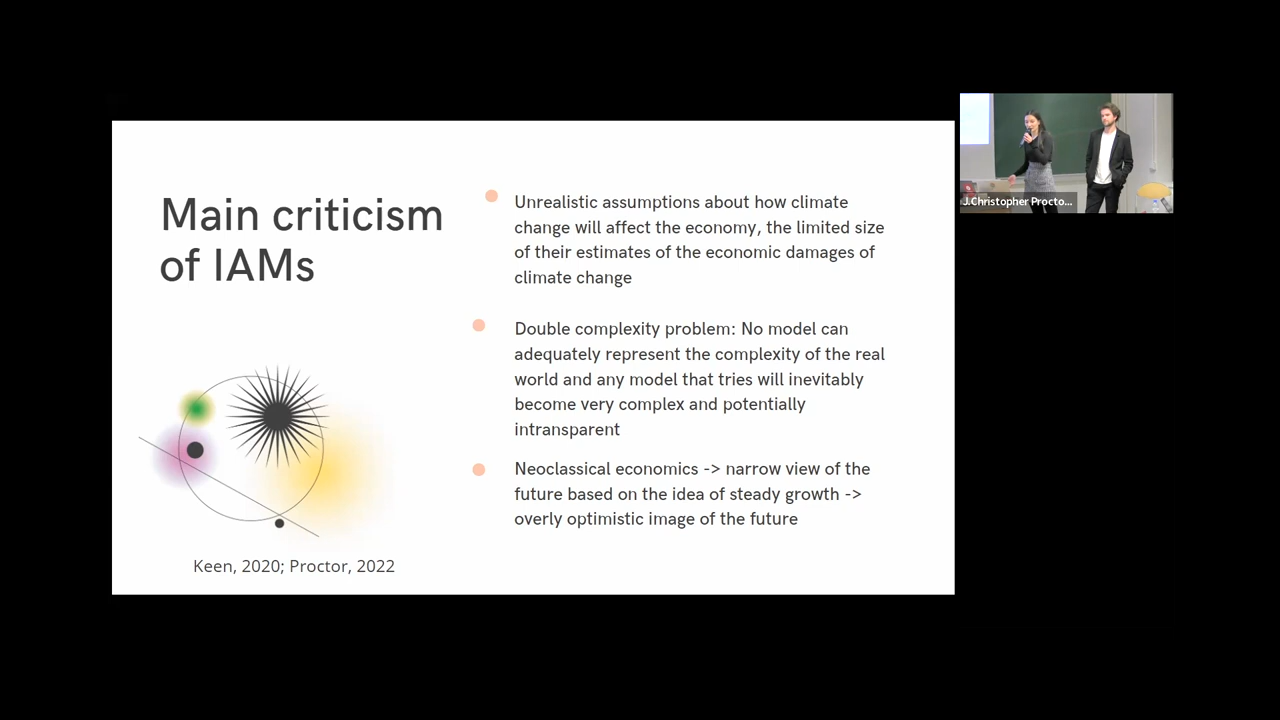 Main criticism
of IAMs
Unrealistic assumptions about how climate
change will affect the economy, the limited size
of their estimates of the economic damages of
climate change
Double complexity problem: No model can
adequately represent the complexity of the real
world and any model that tries will inevitably
become very complex and potentially
intransparent
Neoclassical economics -> narrow view of the
future based on the idea of steady growth ->
overly optimistic image of the future
Keen, 2020; Proctor, 2022
J.Christopher Procto...